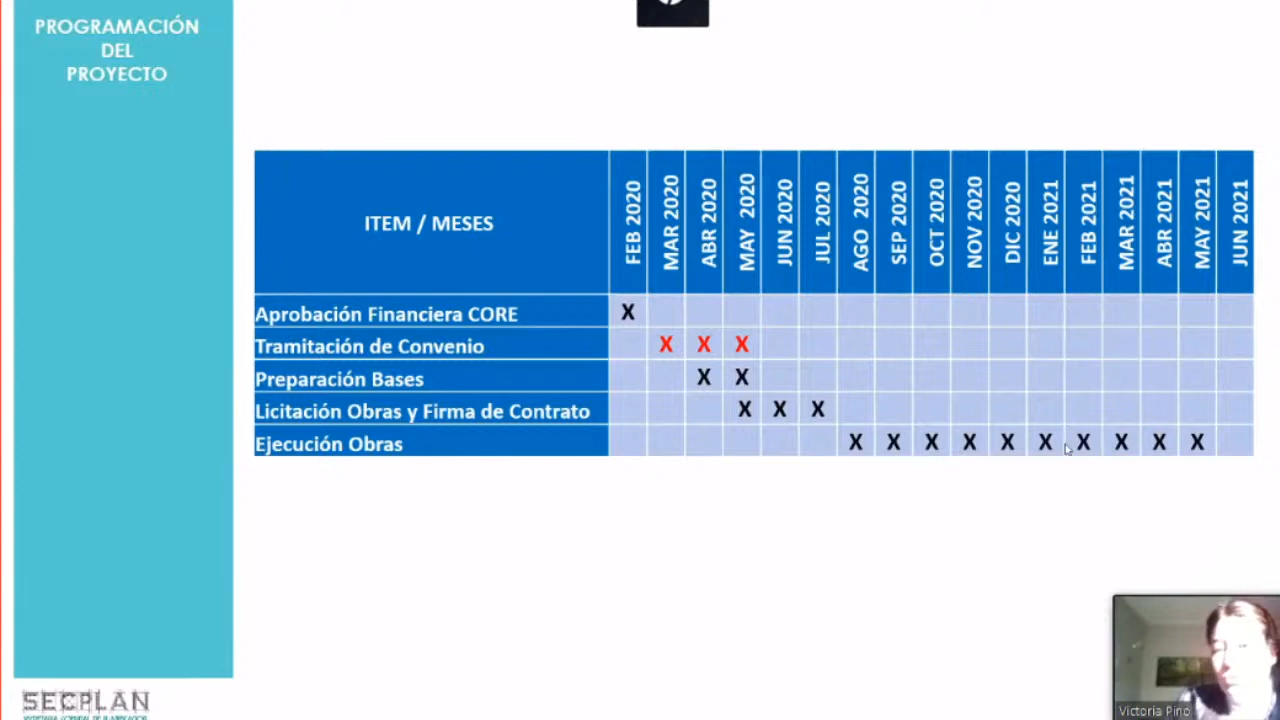 PROGRAMACIÓN
DEL
PROYECTO
ITEM / MESES FEB 2020 MAR 2020 ABR 2020 MAY 2020 JUN 2020 JUL 2020 AGO 2020 SEP 2020 OCT 2020 NOV 2020 DIC 2020 ENE 2021 FEB 2021 MAR 2021 ABR 2021 MAY 2021 JUN 2021
Aprobación Financiera CORE X
Tramitación de Convenio X X X
Preparación Bases X X
Licitación Obras y Firma de Contrato X X X
Ejecución Obras X X X X X X X X X X
Victoria Pino
SECPLAN